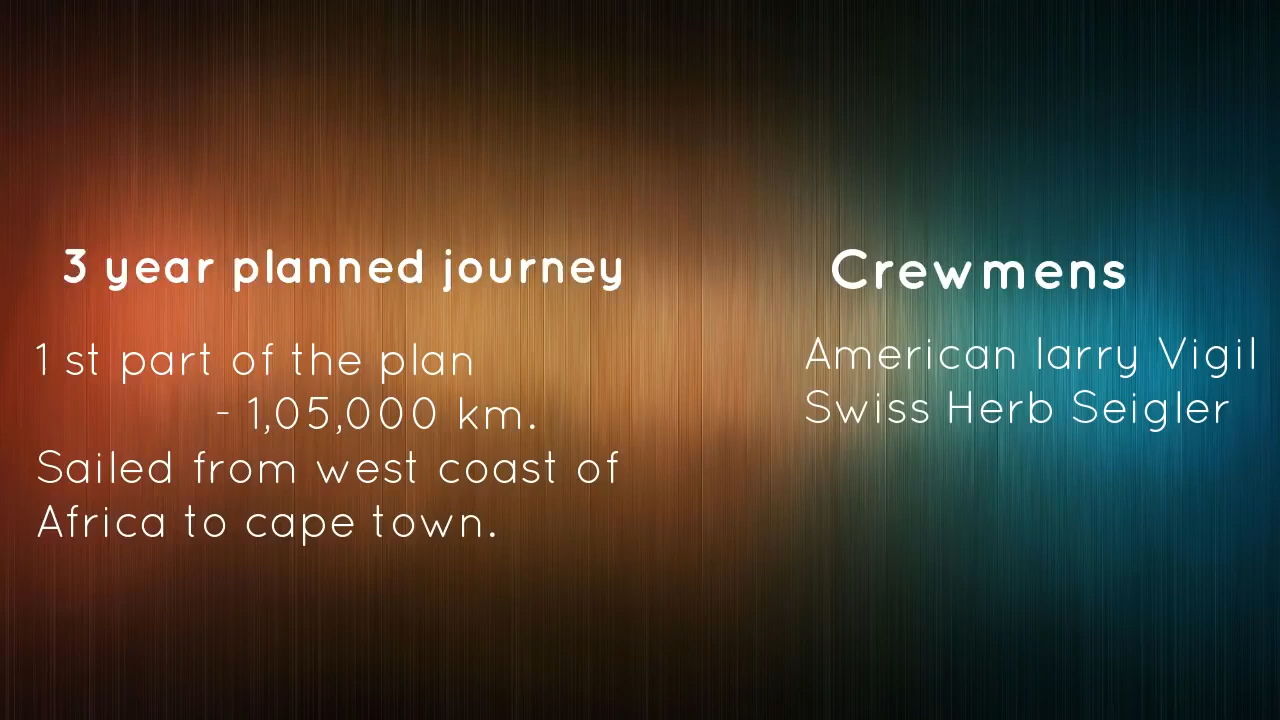 3 year planned journey
1 st part of the plan
- 1,05,000 km.
Sailed from west coast of
Africa to cape town.
Crewmens
American larry Vigil
Swiss Herb Seigler